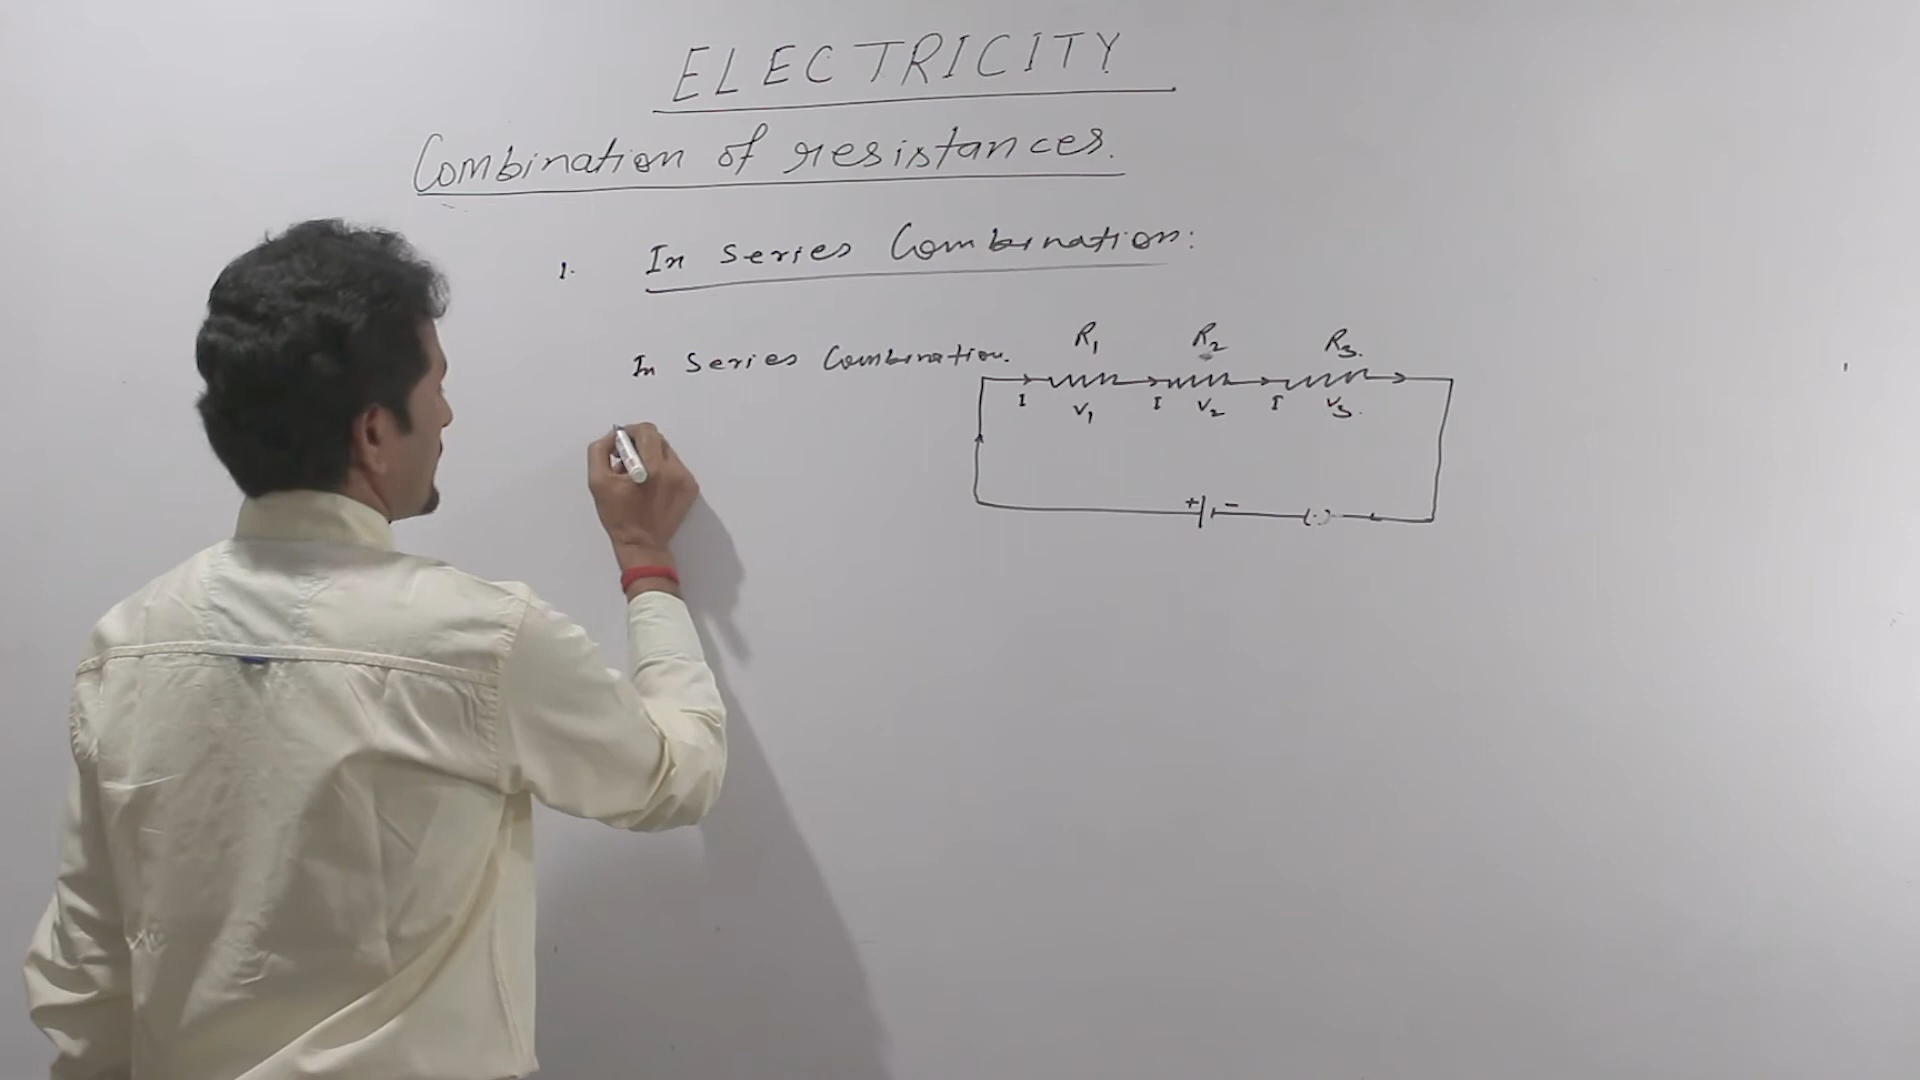 ELECTRICITY
Combination of resistances.
1. In Series Combination:
In Series Combination.
R1 R2 R3.
I V1 I V2 I V3.
+ -